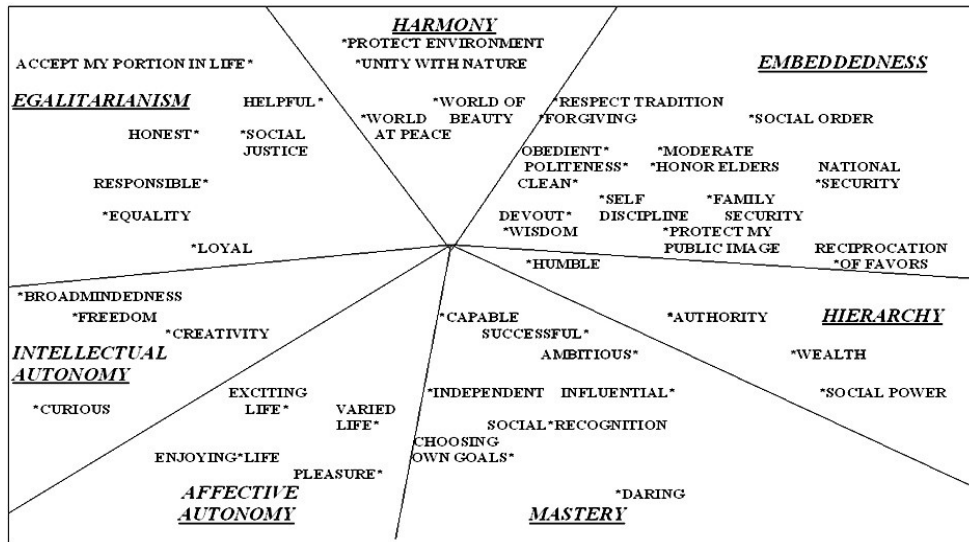 HARMONY
*PROTECT ENVIRONMENT
*UNITY WITH NATURE
*WORLD OF
BEAUTY
*WORLD
AT PEACE
ACCEPT MY PORTION IN LIFE*
EGALITARIANISM
HELPFUL*
HONEST*
*SOCIAL
JUSTICE
RESPONSIBLE*
*EQUALITY
*LOYAL
EMBEDDEDNESS
*RESPECT TRADITION
*FORGIVING
*SOCIAL ORDER
OBEDIENT*
*MODERATE
POLITENESS*
*HONOR ELDERS
NATIONAL
*SECURITY
CLEAN*
*SELF
DISCIPLINE
*FAMILY
SECURITY
DEVOUT*
*WISDOM
*PROTECT MY
PUBLIC IMAGE
RECIPROCATION
*OF FAVORS
*HUMBLE
*BROADMINDEDNESS
*FREEDOM
*CREATIVITY
INTELLECTUAL
AUTONOMY
*CURIOUS
EXCITING
LIFE*
VARIED
LIFE*
ENJOYING*LIFE
PLEASURE*
AFFECTIVE
AUTONOMY
*CAPABLE
SUCCESSFUL*
AMBITIOUS*
*INDEPENDENT
INFLUENTIAL*
SOCIAL*RECOGNITION
CHOOSING
OWN GOALS*
*DARING
MASTERY
*AUTHORITY
HIERARCHY
*WEALTH
*SOCIAL POWER